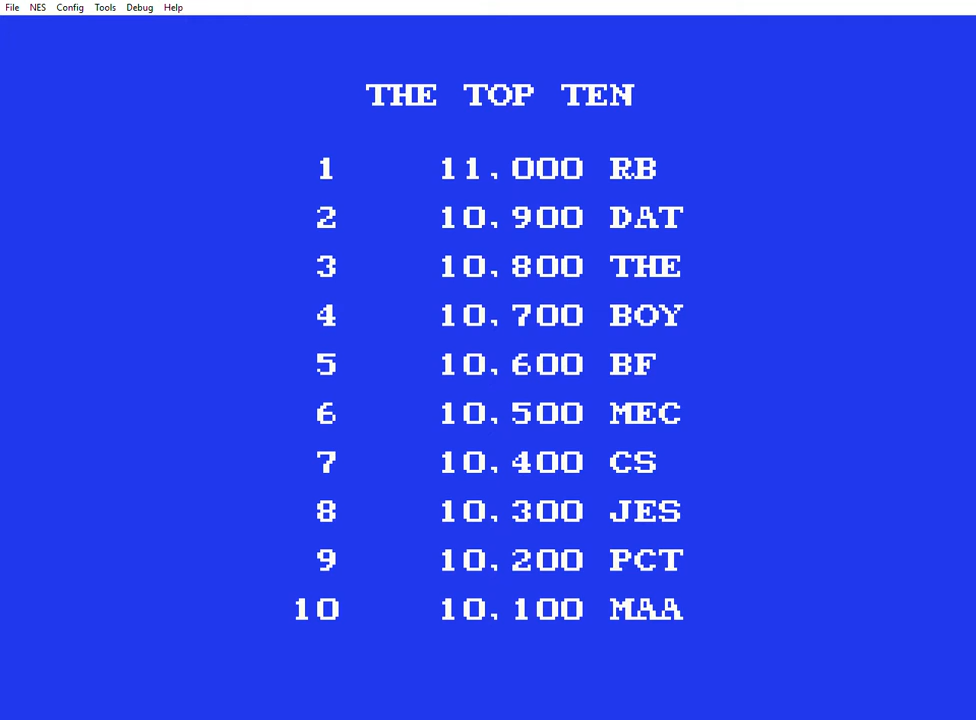 File NES Config Tools Debug Help
THE TOP TEN
1 11,000 RB
2 10,900 DAT
3 10,800 THE
4 10,700 BOY
5 10,600 BF
6 10,500 MEC
7 10,400 CS
8 10,300 JES
9 10,200 PCT
10 10,100 MAA